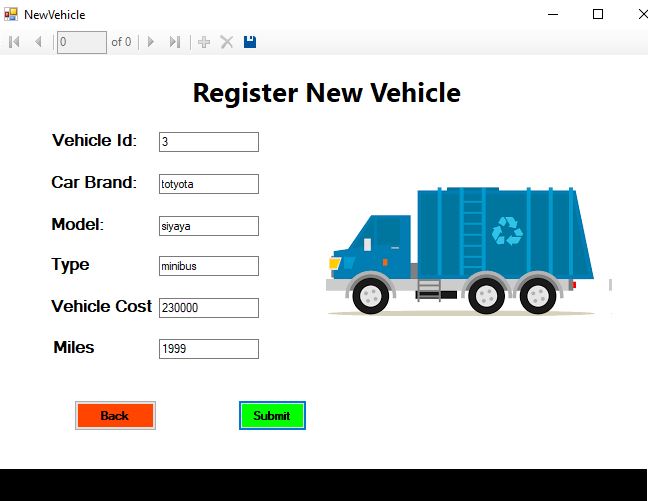 NewVehicle
0 of 0
Register New Vehicle
Vehicle Id: 3
Car Brand: totyota
Model: siyaya
Type minibus
Vehicle Cost 230000
Miles 1999
Back Submit